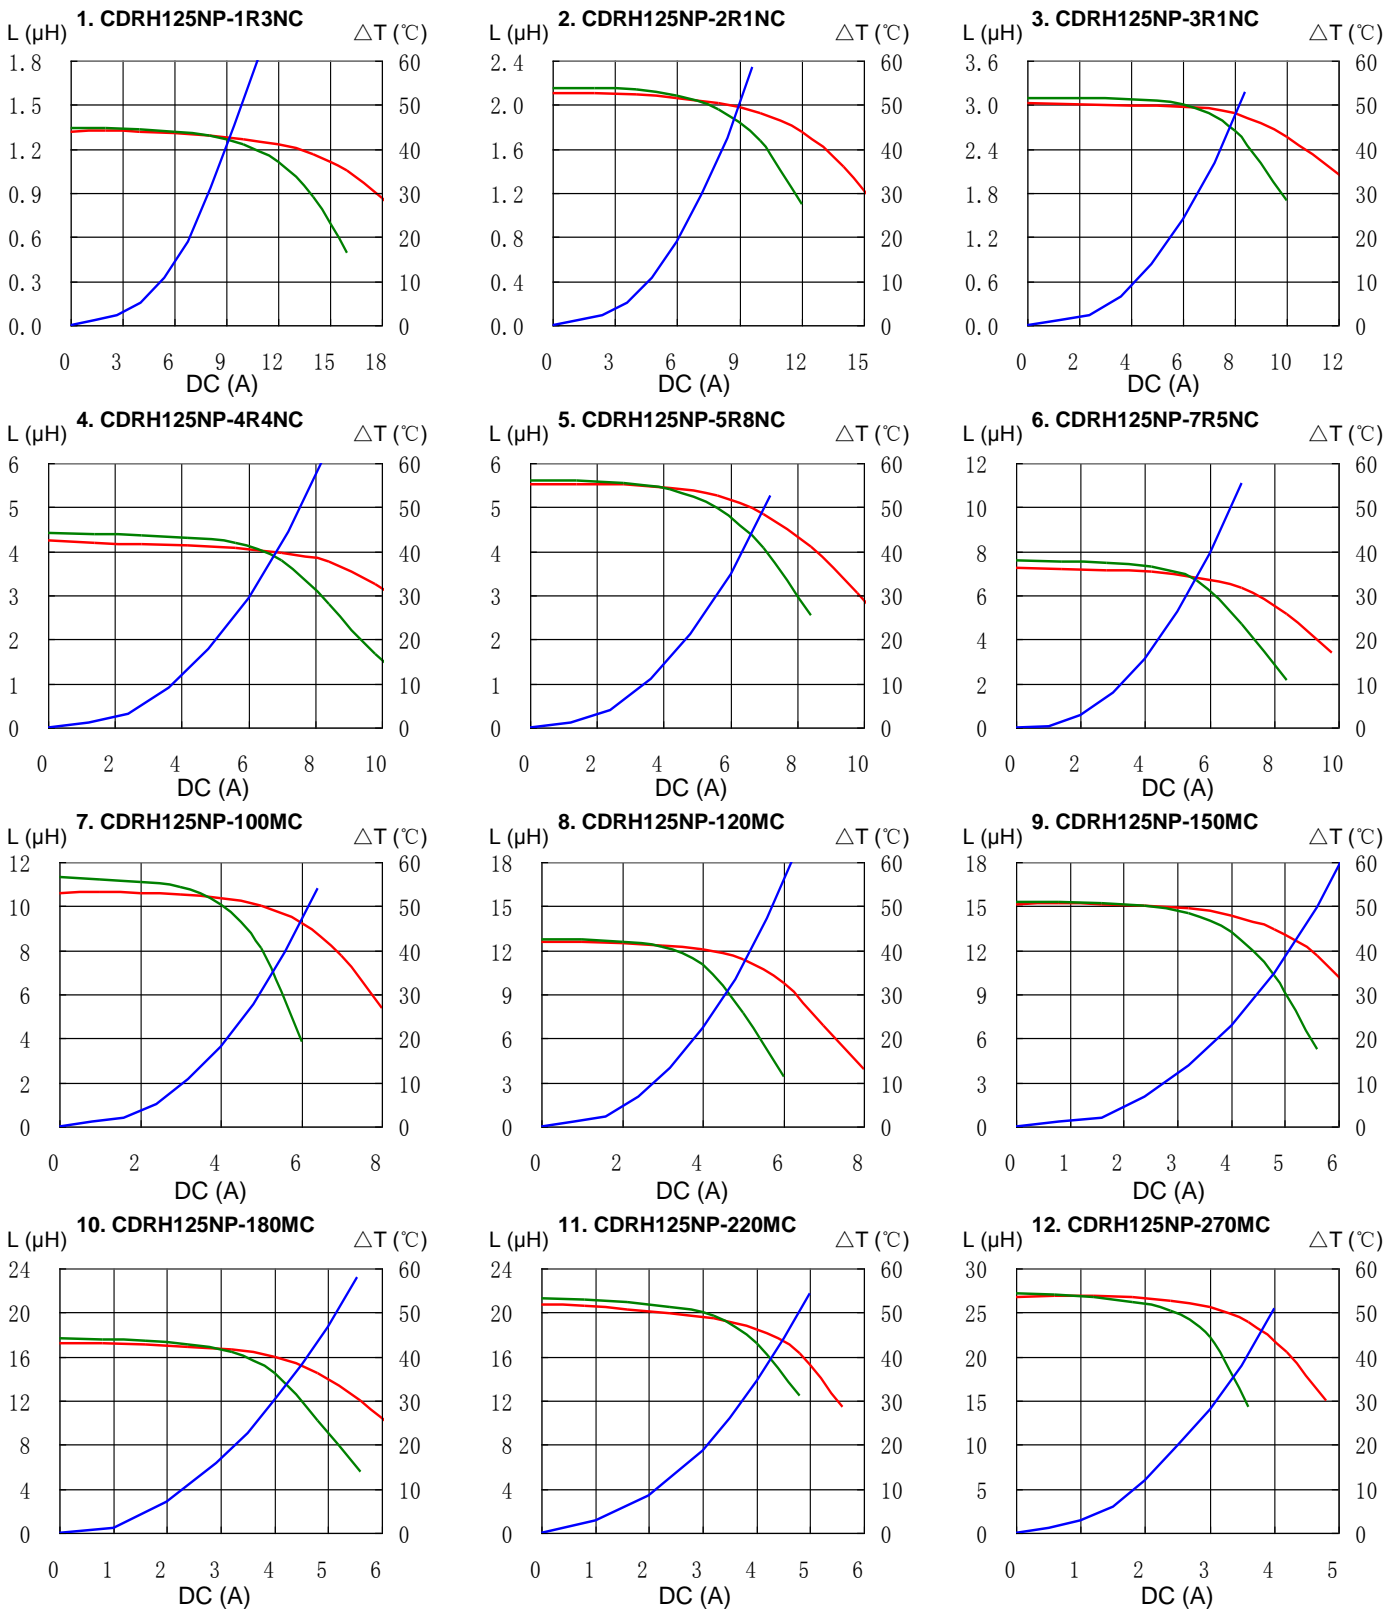 1. CDRH125NP-1R3NC
L (μH) △T (℃)
1.8 60
1.5 50
1.2 40
0.9 30
0.6 20
0.3 10
0.0 0
0 3 6 9 12 15 18
DC (A)
2. CDRH125NP-2R1NC
L (μH) △T (℃)
2.4 60
2.0 50
1.6 40
1.2 30
0.8 20
0.4 10
0.0 0
0 3 6 9 12 15
DC (A)
3. CDRH125NP-3R1NC
L (μH) △T (℃)
3.6 60
3.0 50
2.4 40
1.8 30
1.2 20
0.6 10
0.0 0
0 2 4 6 8 10 12
DC (A)
4. CDRH125NP-4R4NC
L (μH) △T (℃)
6 60
5 50
4 40
3 30
2 20
1 10
0 0
0 2 4 6 8 10
DC (A)
5. CDRH125NP-5R8NC
L (μH) △T (℃)
6 60
5 50
4 40
3 30
2 20
1 10
0 0
0 2 4 6 8 10
DC (A)
6. CDRH125NP-7R5NC
L (μH) △T (℃)
12 60
10 50
8 40
6 30
4 20
2 10
0 0
0 2 4 6 8 10
DC (A)
7. CDRH125NP-100MC
L (μH) △T (℃)
12 60
10 50
8 40
6 30
4 20
2 10
0 0
0 2 4 6 8
DC (A)
8. CDRH125NP-120MC
L (μH) △T (℃)
18 60
15 50
12 40
9 30
6 20
3 10
0 0
0 2 4 6 8
DC (A)
9. CDRH125NP-150MC
L (μH) △T (℃)
18 60
15 50
12 40
9 30
6 20
3 10
0 0
0 1 2 3 4 5 6
DC (A)
10. CDRH125NP-180MC
L (μH) △T (℃)
24 60
20 50
16 40
12 30
8 20
4 10
0 0
0 1 2 3 4 5 6
DC (A)
11. CDRH125NP-220MC
L (μH) △T (℃)
24 60
20 50
16 40
12 30
8 20
4 10
0 0
0 1 2 3 4 5 6
DC (A)
12. CDRH125NP-270MC
L (μH) △T (℃)
30 60
25 50
20 40
15 30
10 20
5 10
0 0
0 1 2 3 4 5
DC (A)